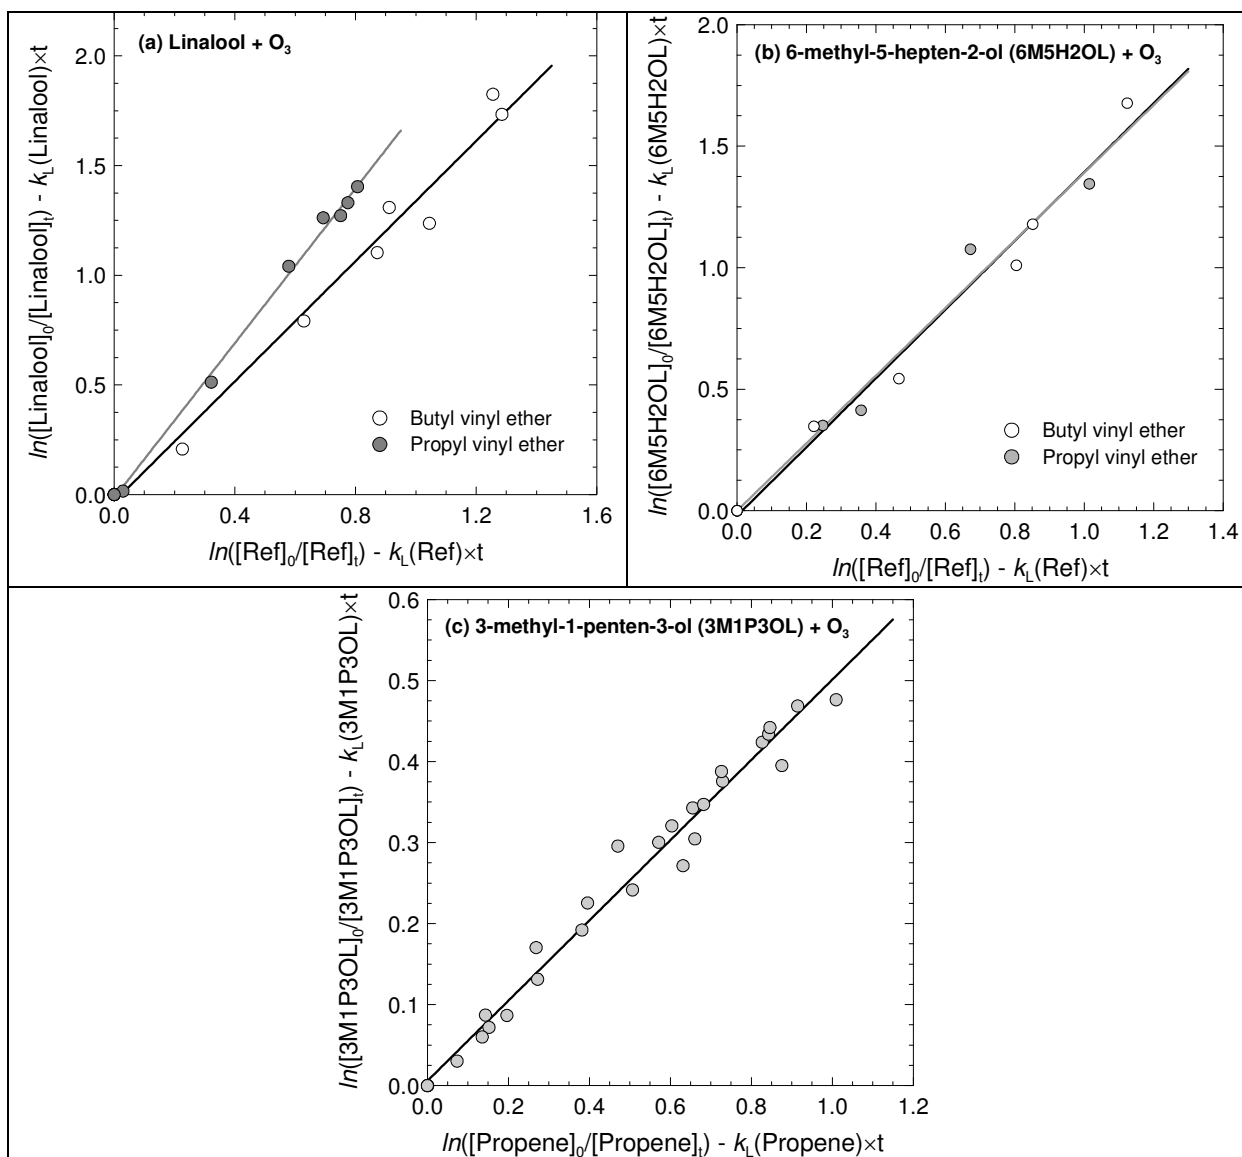 (a) Linalool + O₃
ln([Linalool]₀/[Linalool]ₜ) - k_L(Linalool)×t
2.0
1.5
1.0
0.5
0.0
Butyl vinyl ether
Propyl vinyl ether
0.0 0.4 0.8 1.2 1.6
ln([Ref]₀/[Ref]ₜ) - k_L(Ref)×t
(b) 6-methyl-5-hepten-2-ol (6M5H2OL) + O₃
ln([6M5H2OL]₀/[6M5H2OL]ₜ) - k_L(6M5H2OL)×t
2.0
1.5
1.0
0.5
0.0
Butyl vinyl ether
Propyl vinyl ether
0.0 0.2 0.4 0.6 0.8 1.0 1.2 1.4
ln([Ref]₀/[Ref]ₜ) - k_L(Ref)×t
(c) 3-methyl-1-penten-3-ol (3M1P3OL) + O₃
ln([3M1P3OL]₀/[3M1P3OL]ₜ) - k_L(3M1P3OL)×t
0.6
0.5
0.4
0.3
0.2
0.1
0.0
0.0 0.2 0.4 0.6 0.8 1.0 1.2
ln([Propene]₀/[Propene]ₜ) - k_L(Propene)×t